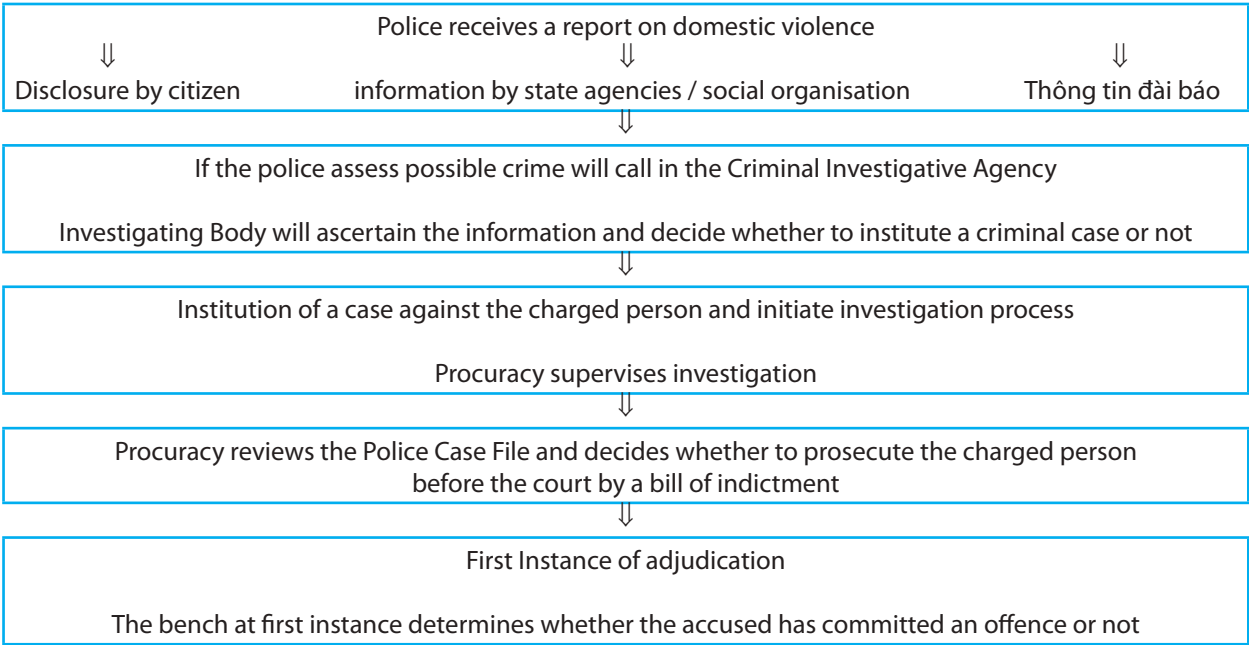 Police receives a report on domestic violence
⇓ ⇓ ⇓
Disclosure by citizen information by state agencies / social organisation Thông tin đài báo
⇓
If the police assess possible crime will call in the Criminal Investigative Agency
Investigating Body will ascertain the information and decide whether to institute a criminal case or not
⇓
Institution of a case against the charged person and initiate investigation process
Procuracy supervises investigation
⇓
Procuracy reviews the Police Case File and decides whether to prosecute the charged person
before the court by a bill of indictment
⇓
First Instance of adjudication
The bench at first instance determines whether the accused has committed an offence or not